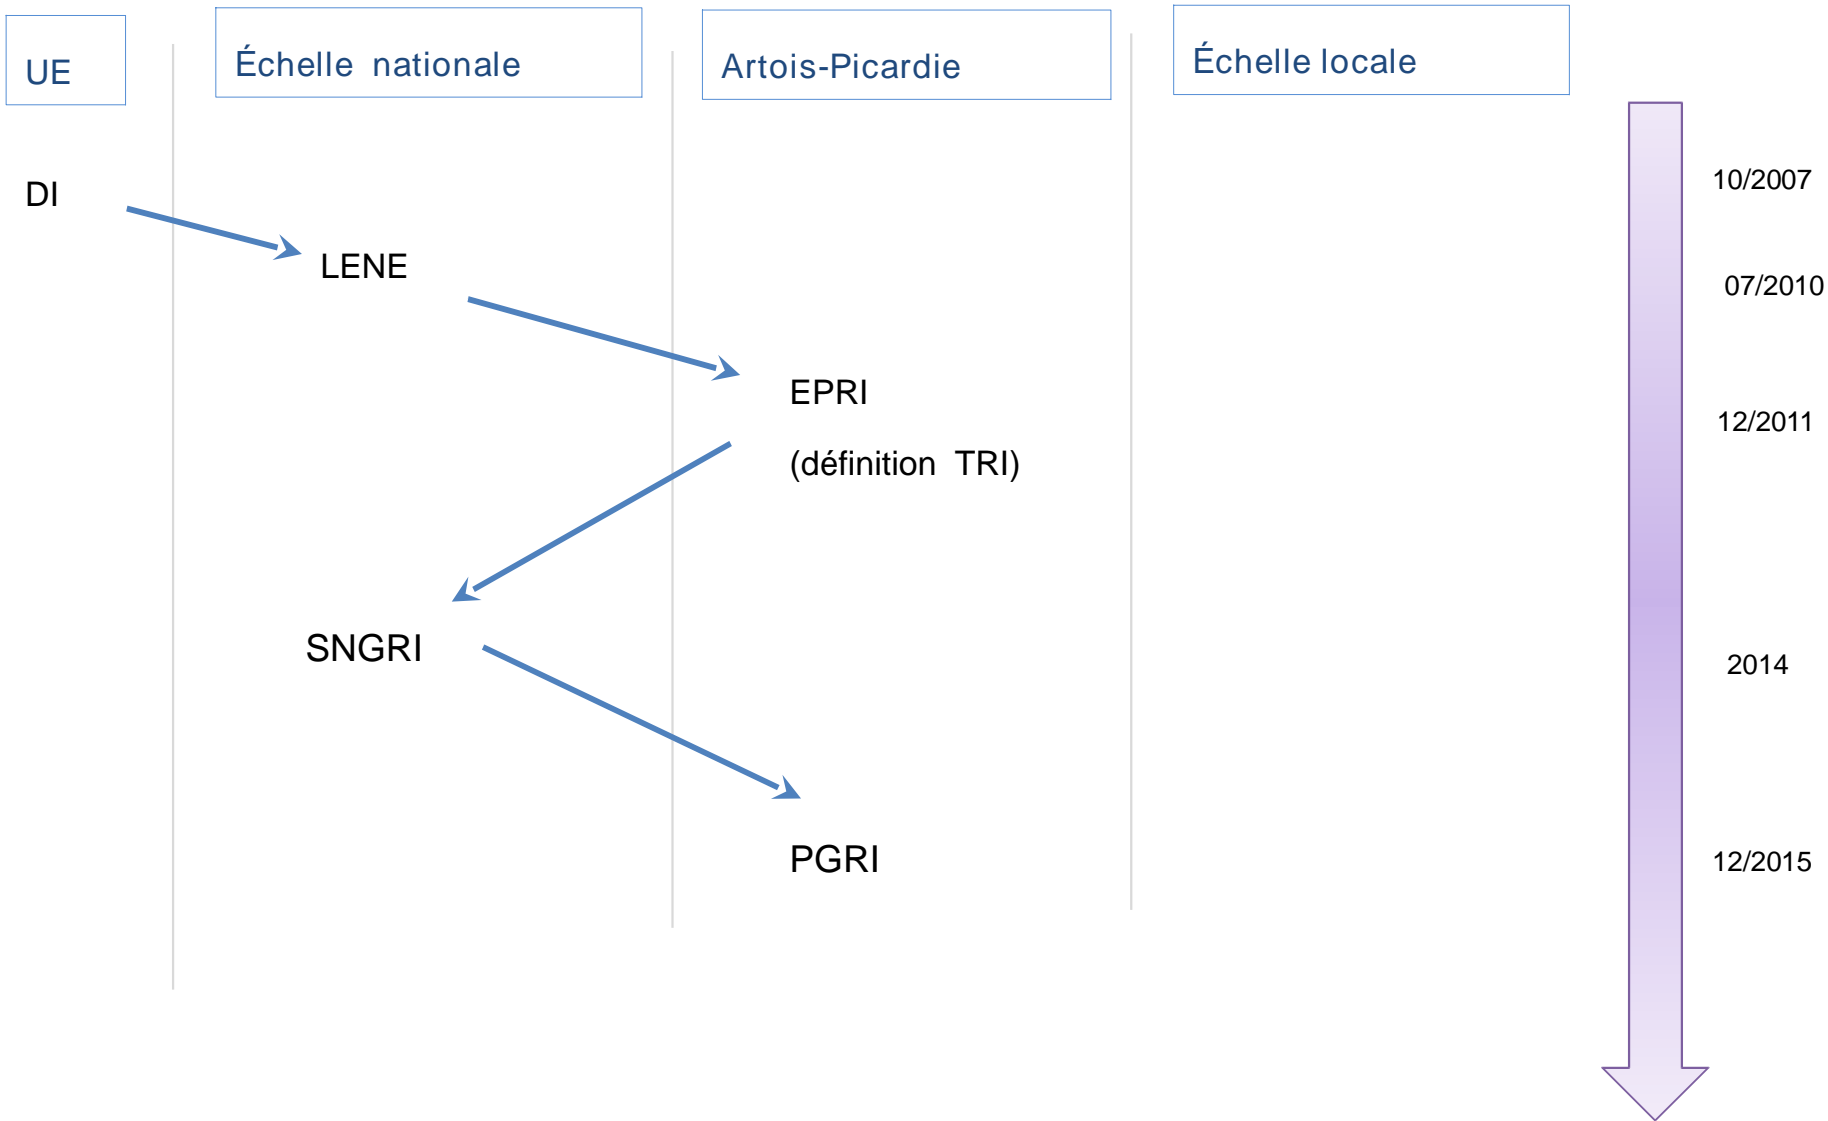 UE
Échelle nationale
Artois-Picardie
Échelle locale
DI
10/2007
LENE
07/2010
EPRI
12/2011
(définition TRI)
SNGRI
2014
PGRI
12/2015